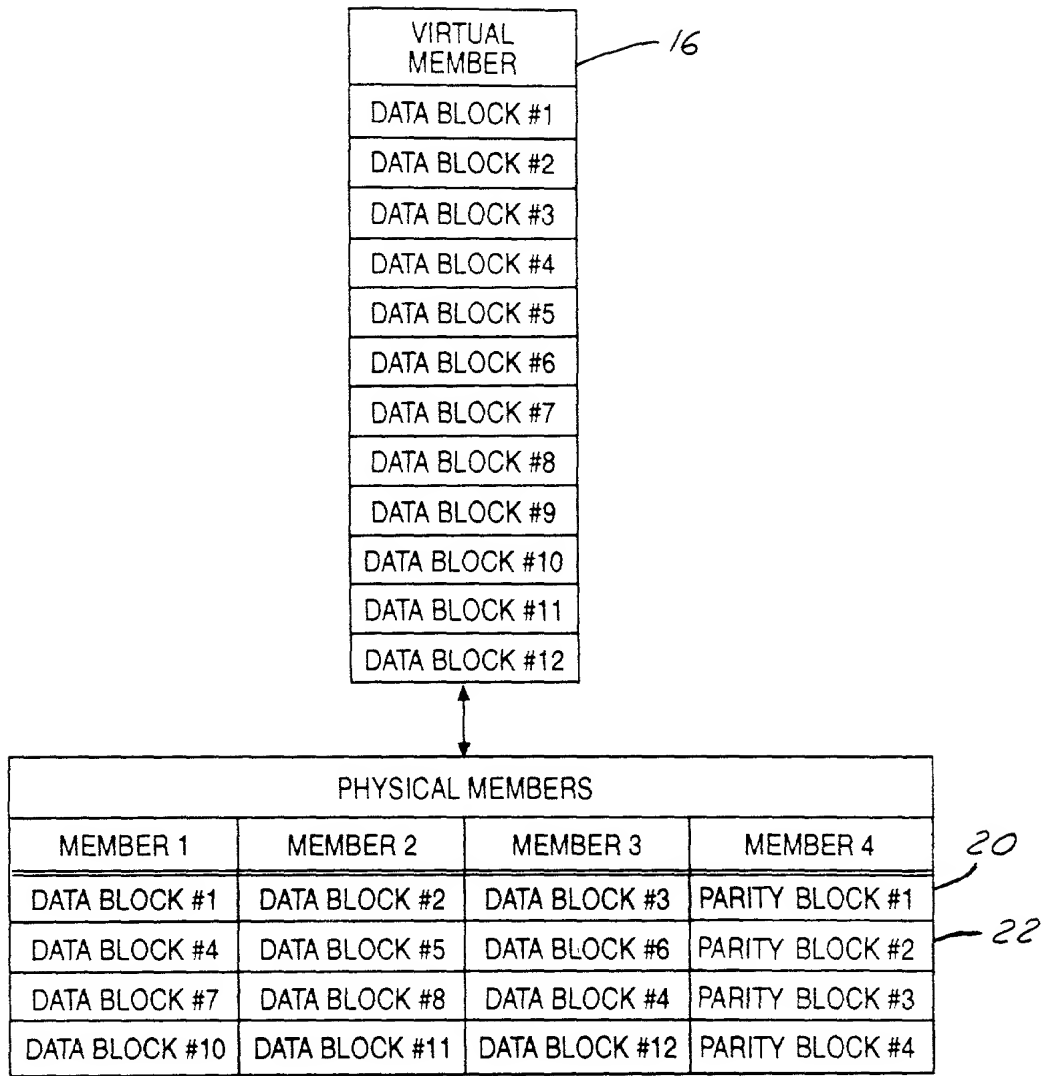 VIRTUAL
MEMBER
16
DATA BLOCK #1
DATA BLOCK #2
DATA BLOCK #3
DATA BLOCK #4
DATA BLOCK #5
DATA BLOCK #6
DATA BLOCK #7
DATA BLOCK #8
DATA BLOCK #9
DATA BLOCK #10
DATA BLOCK #11
DATA BLOCK #12
PHYSICAL MEMBERS
MEMBER 1 MEMBER 2 MEMBER 3 MEMBER 4
20
DATA BLOCK #1 DATA BLOCK #2 DATA BLOCK #3 PARITY BLOCK #1
DATA BLOCK #4 DATA BLOCK #5 DATA BLOCK #6 PARITY BLOCK #2 22
DATA BLOCK #7 DATA BLOCK #8 DATA BLOCK #4 PARITY BLOCK #3
DATA BLOCK #10 DATA BLOCK #11 DATA BLOCK #12 PARITY BLOCK #4